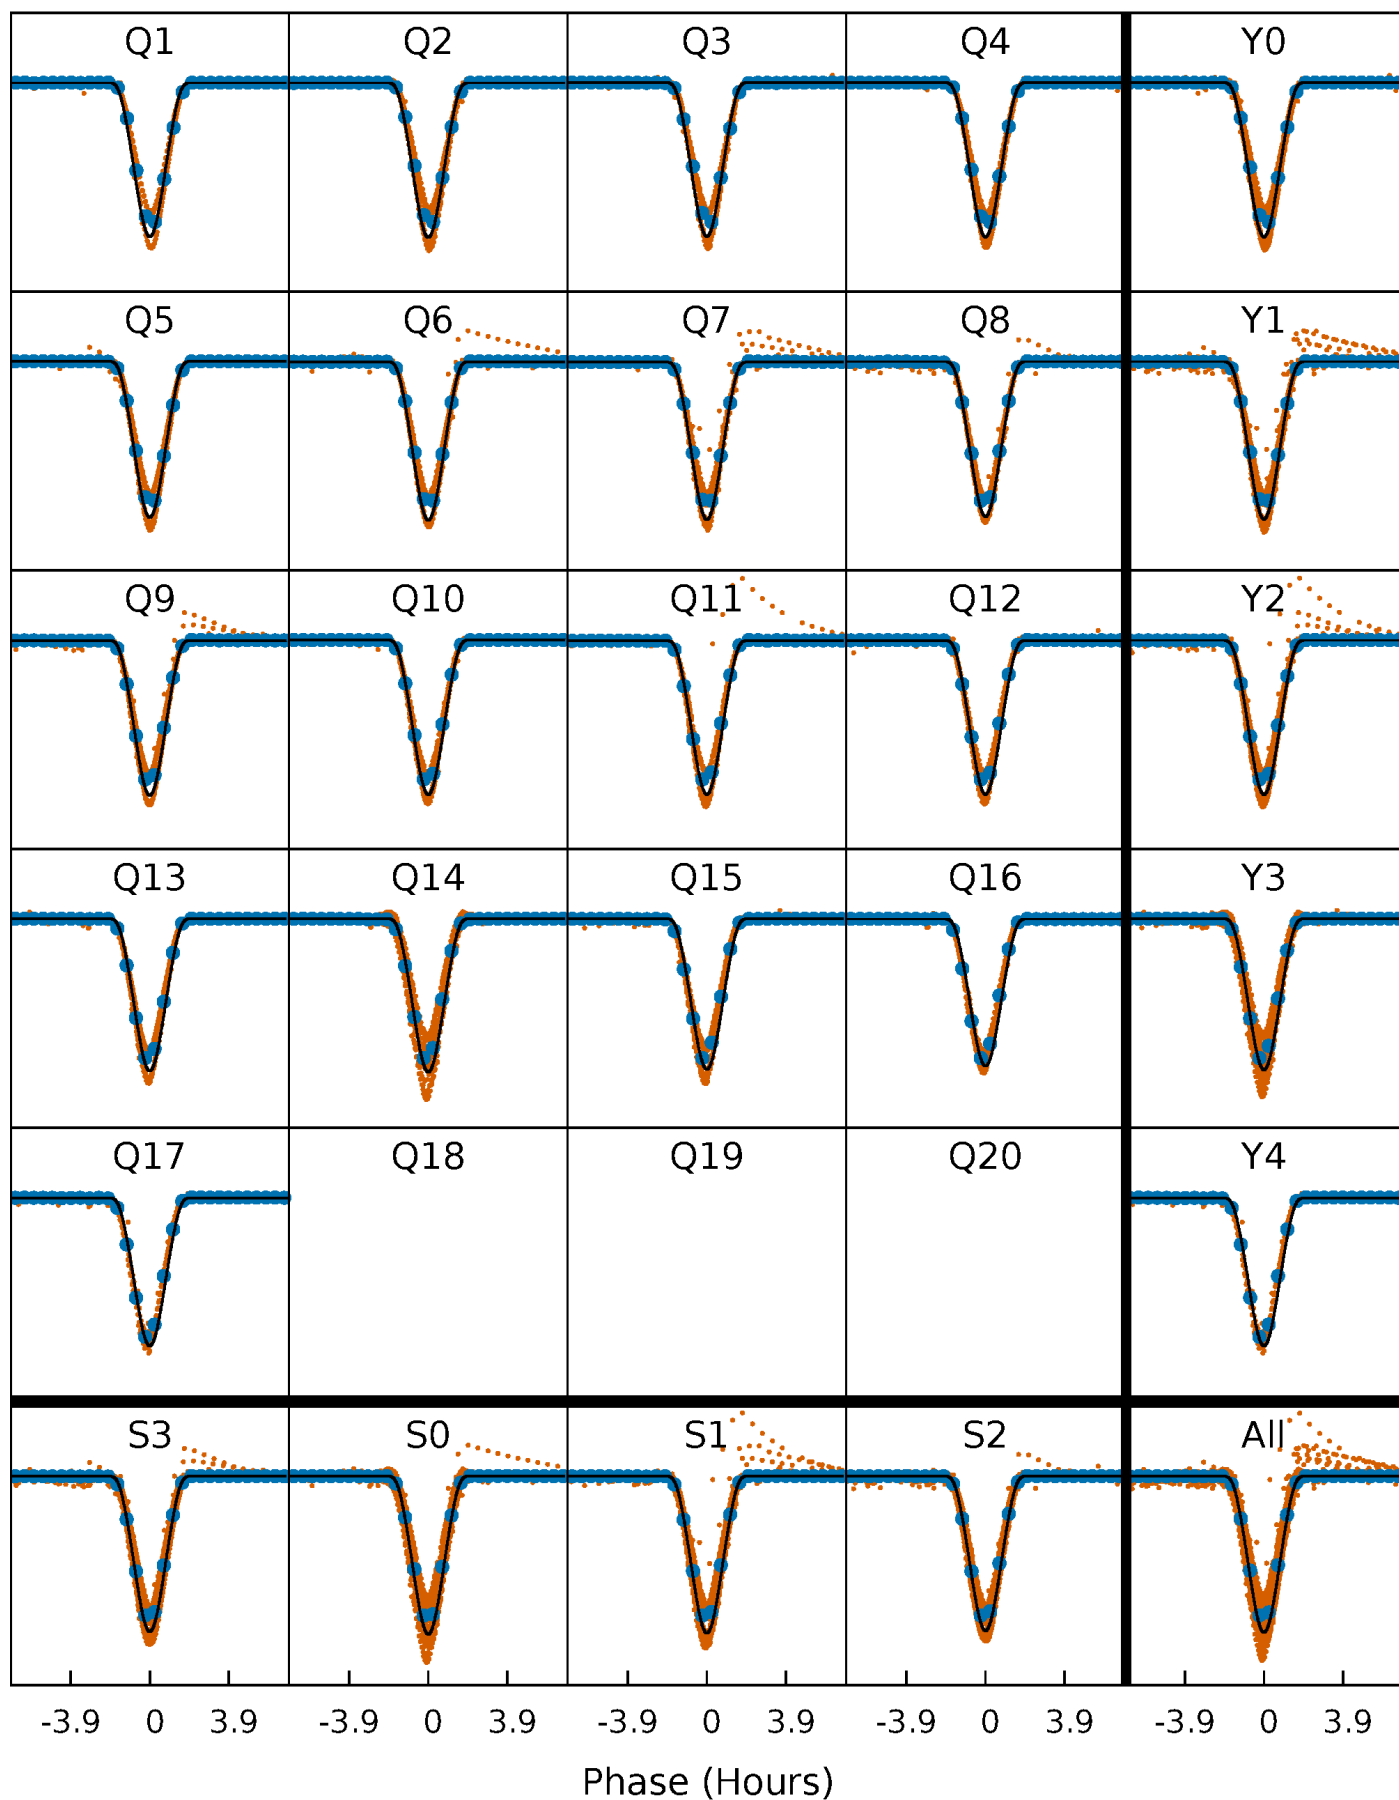 Q1 Q2 Q3 Q4 Y0
Q5 Q6 Q7 Q8 Y1
Q9 Q10 Q11 Q12 Y2
Q13 Q14 Q15 Q16 Y3
Q17 Q18 Q19 Q20 Y4
S3 S0 S1 S2 All
-3.9 0 3.9 -3.9 0 3.9 -3.9 0 3.9 -3.9 0 3.9 -3.9 0 3.9
Phase (Hours)